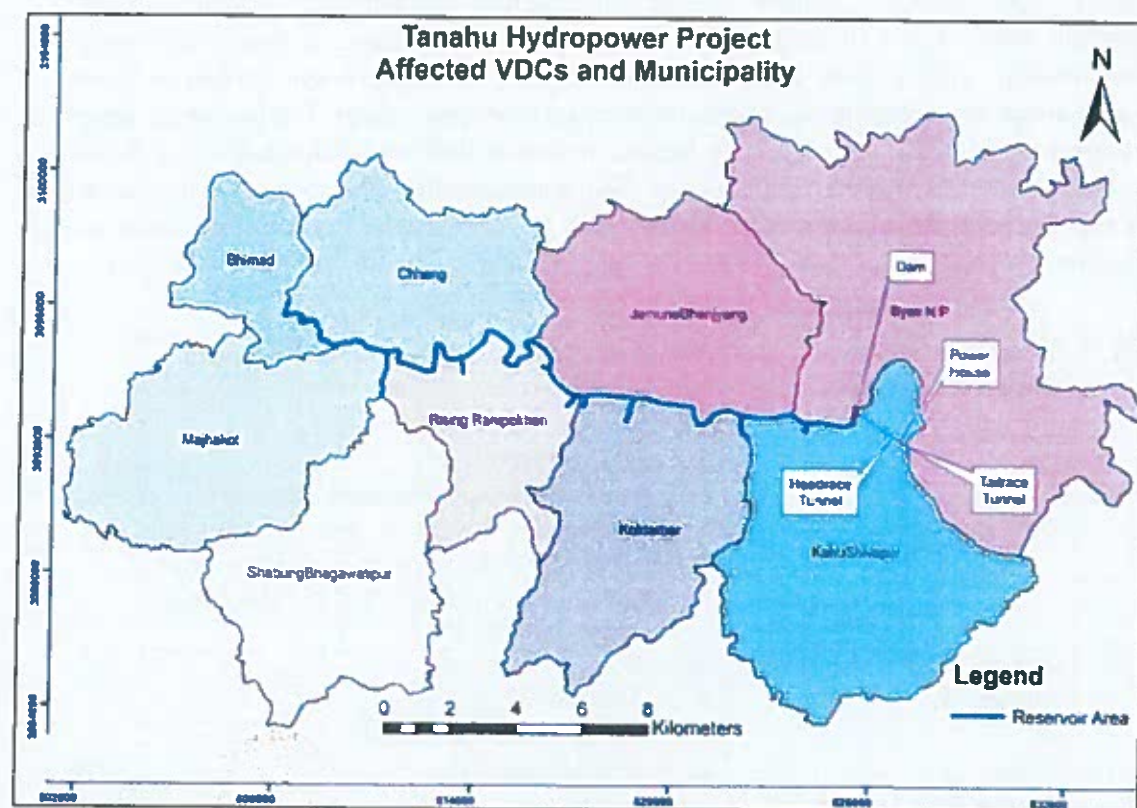 Tanahu Hydropower Project
Affected VDCs and Municipality
N
Bhimad
Chhang
Dam
JamuneBhanjyang
Byas N P
Power
house
Rising Ranipokhari
Majhakot
Headrace
Tunnel
Tailrace
Tunnel
Kotdarbar
KahuShivapur
ShabungBhagawatipur
Legend
0 2 4 6 8
Kilometers
Reservoir Area